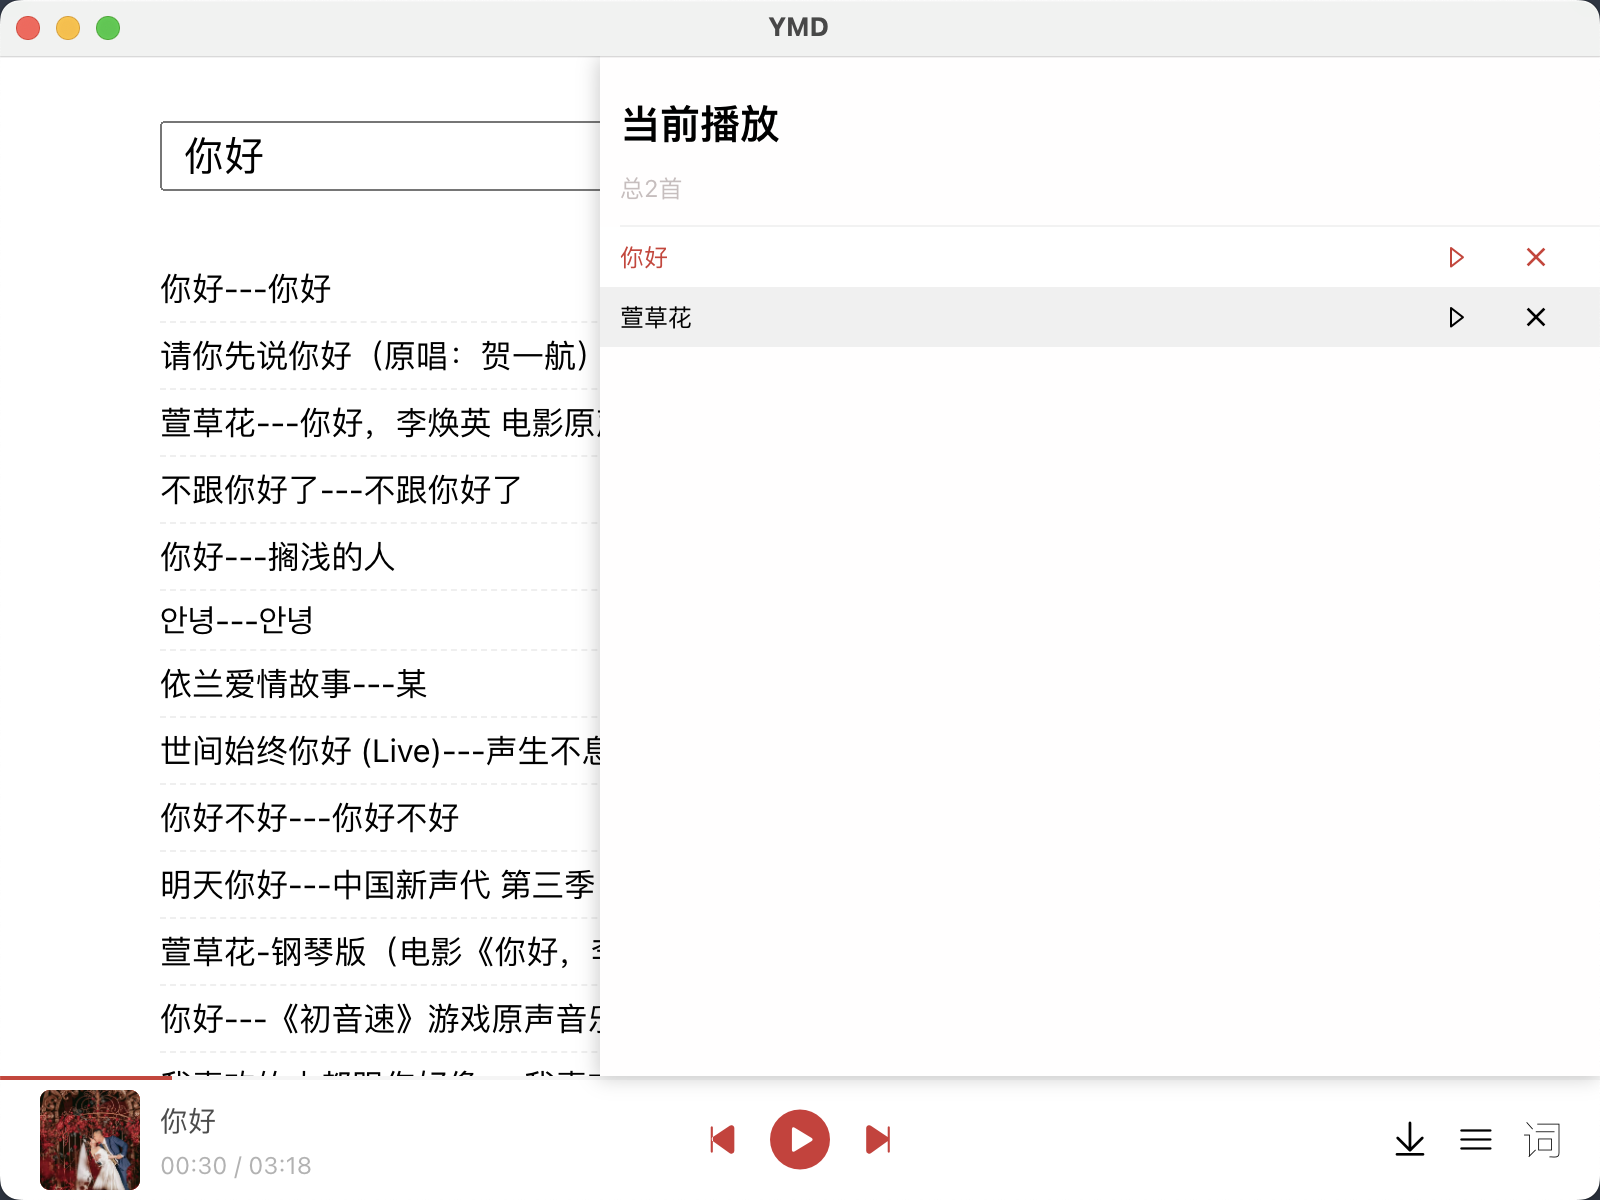 YMD
你好
你好---你好
请你先说你好（原唱：贺一航）
萱草花---你好，李焕英 电影原
不跟你好了---不跟你好了
你好---搁浅的人
안녕---안녕
依兰爱情故事---某
世间始终你好 (Live)---声生不息
你好不好---你好不好
明天你好---中国新声代 第三季
萱草花-钢琴版（电影《你好，
你好---《初音速》游戏原声音乐
当前播放
总2首
你好
萱草花
你好
00:30 / 03:18
词